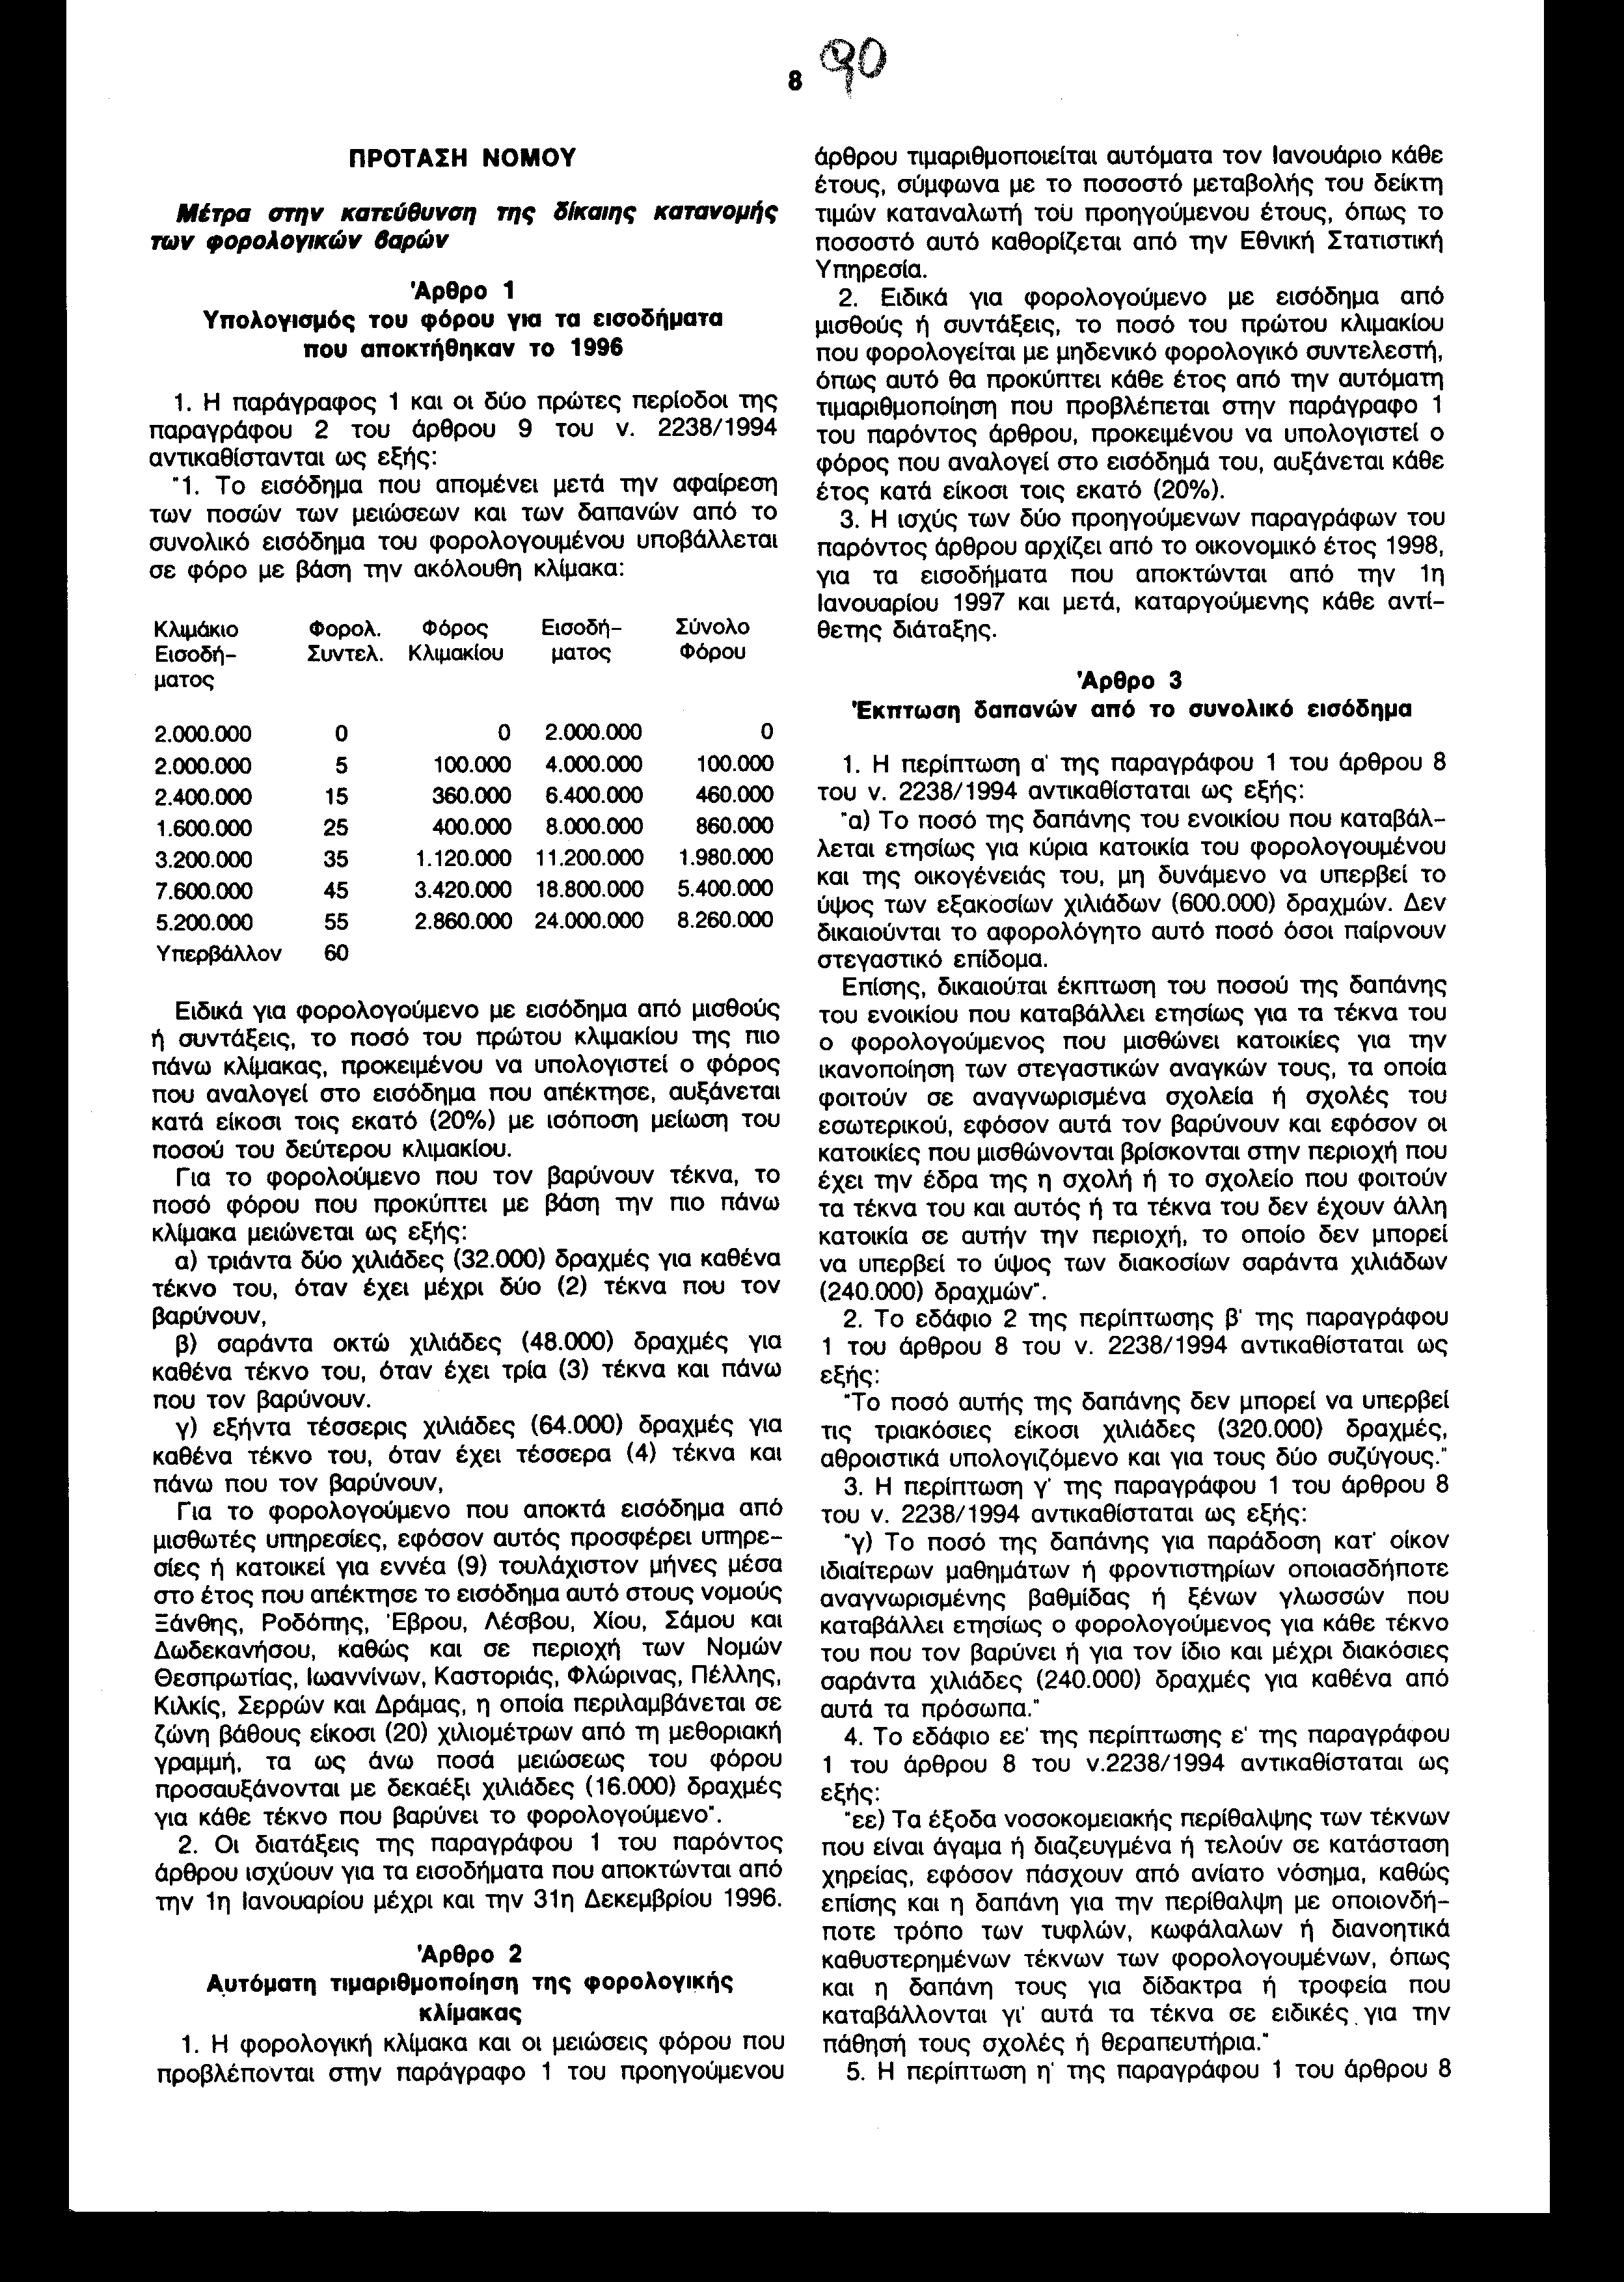 8 90
ΠΡΟΤΑΣΗ ΝΟΜΟΥ
Μέτρα στην κατεύθυνση της δίκαιης κατανομής
των φορολογικών βαρών
Άρθρο 1
Υπολογισμός του φόρου για τα εισοδήματα
που αποκτήθηκαν το 1996
1. Η παράγραφος 1 και οι δύο πρώτες περίοδοι της
παραγράφου 2 του άρθρου 9 του ν. 2238/1994
αντικαθίστανται ως εξής:
"1. Το εισόδημα που απομένει μετά την αφαίρεση
των ποσών των μειώσεων και των δαπανών από το
συνολικό εισόδημα του φορολογουμένου υποβάλλεται
σε φόρο με βάση την ακόλουθη κλίμακα:
Κλιμάκιο Φορολ. Φόρος Εισοδή- Σύνολο
Εισοδή- Συντελ. Κλιμακίου ματος Φόρου
ματος
2.000.000 0 0 2.000.000 0
2.000.000 5 100.000 4.000.000 100.000
2.400.000 15 360.000 6.400.000 460.000
1.600.000 25 400.000 8.000.000 860.000
3.200.000 35 1.120.000 11.200.000 1.980.000
7.600.000 45 3.420.000 18.800.000 5.400.000
5.200.000 55 2.860.000 24.000.000 8.260.000
Υπερβάλλον 60
Ειδικά για φορολογούμενο με εισόδημα από μισθούς
ή συντάξεις, το ποσό του πρώτου κλιμακίου της πιο
πάνω κλίμακας, προκειμένου να υπολογιστεί ο φόρος
που αναλογεί στο εισόδημα που απέκτησε, αυξάνεται
κατά είκοσι τοις εκατό (20%) με ισόποση μείωση του
ποσού του δεύτερου κλιμακίου.
Για το φορολούμενο που τον βαρύνουν τέκνα, το
ποσό φόρου που προκύπτει με βάση την πιο πάνω
κλίμακα μειώνεται ως εξής:
α) τριάντα δύο χιλιάδες (32.000) δραχμές για καθένα
τέκνο του, όταν έχει μέχρι δύο (2) τέκνα που τον
βαρύνουν,
β) σαράντα οκτώ χιλιάδες (48.000) δραχμές για
καθένα τέκνο του, όταν έχει τρία (3) τέκνα και πάνω
που τον βαρύνουν.
γ) εξήντα τέσσερις χιλιάδες (64.000) δραχμές για
καθένα τέκνο του, όταν έχει τέσσερα (4) τέκνα και
πάνω που τον βαρύνουν,
Για το φορολογούμενο που αποκτά εισόδημα από
μισθωτές υπηρεσίες, εφόσον αυτός προσφέρει υπηρε-
σίες ή κατοικεί για εννέα (9) τουλάχιστον μήνες μέσα
στο έτος που απέκτησε το εισόδημα αυτό στους νομούς
Ξάνθης, Ροδόπης, Έβρου, Λέσβου, Χίου, Σάμου και
Δωδεκανήσου, καθώς και σε περιοχή των Νομών
Θεσπρωτίας, Ιωαννίνων, Καστοριάς, Φλώρινας, Πέλλης,
Κιλκίς, Σερρών και Δράμας, η οποία περιλαμβάνεται σε
ζώνη βάθους είκοσι (20) χιλιομέτρων από τη μεθοριακή
γραμμή, τα ως άνω ποσά μειώσεως του φόρου
προσαυξάνονται με δεκαέξι χιλιάδες (16.000) δραχμές
για κάθε τέκνο που βαρύνει το φορολογούμενο".
2. Οι διατάξεις της παραγράφου 1 του παρόντος
άρθρου ισχύουν για τα εισοδήματα που αποκτώνται από
την 1η Ιανουαρίου μέχρι και την 31η Δεκεμβρίου 1996.
Άρθρο 2
Αυτόματη τιμαριθμοποίηση της φορολογικής
κλίμακας
1. Η φορολογική κλίμακα και οι μειώσεις φόρου που
προβλέπονται στην παράγραφο 1 του προηγούμενου
άρθρου τιμαριθμοποιείται αυτόματα τον Ιανουάριο κάθε
έτους, σύμφωνα με το ποσοστό μεταβολής του δείκτη
τιμών καταναλωτή του προηγούμενου έτους, όπως το
ποσοστό αυτό καθορίζεται από την Εθνική Στατιστική
Υπηρεσία.
2. Ειδικά για φορολογούμενο με εισόδημα από
μισθούς ή συντάξεις, το ποσό του πρώτου κλιμακίου
που φορολογείται με μηδενικό φορολογικό συντελεστή,
όπως αυτό θα προκύπτει κάθε έτος από την αυτόματη
τιμαριθμοποίηση που προβλέπεται στην παράγραφο 1
του παρόντος άρθρου, προκειμένου να υπολογιστεί ο
φόρος που αναλογεί στο εισόδημά του, αυξάνεται κάθε
έτος κατά είκοσι τοις εκατό (20%).
3. Η ισχύς των δύο προηγούμενων παραγράφων του
παρόντος άρθρου αρχίζει από το οικονομικό έτος 1998,
για τα εισοδήματα που αποκτώνται από την 1η
Ιανουαρίου 1997 και μετά, καταργούμενης κάθε αντί-
θετης διάταξης.
Άρθρο 3
Έκπτωση δαπανών από το συνολικό εισόδημα
1. Η περίπτωση α' της παραγράφου 1 του άρθρου 8
του ν. 2238/1994 αντικαθίσταται ως εξής:
"α) Το ποσό της δαπάνης του ενοικίου που καταβάλ-
λεται ετησίως για κύρια κατοικία του φορολογουμένου
και της οικογένειάς του, μη δυνάμενο να υπερβεί το
ύψος των εξακοσίων χιλιάδων (600.000) δραχμών. Δεν
δικαιούνται το αφορολόγητο αυτό ποσό όσοι παίρνουν
στεγαστικό επίδομα.
Επίσης, δικαιούται έκπτωση του ποσού της δαπάνης
του ενοικίου που καταβάλλει ετησίως για τα τέκνα του
ο φορολογούμενος που μισθώνει κατοικίες για την
ικανοποίηση των στεγαστικών αναγκών τους, τα οποία
φοιτούν σε αναγνωρισμένα σχολεία ή σχολές του
εσωτερικού, εφόσον αυτά τον βαρύνουν και εφόσον οι
κατοικίες που μισθώνονται βρίσκονται στην περιοχή που
έχει την έδρα της η σχολή ή το σχολείο που φοιτούν
τα τέκνα του και αυτός ή τα τέκνα του δεν έχουν άλλη
κατοικία σε αυτήν την περιοχή, το οποίο δεν μπορεί
να υπερβεί το ύψος των διακοσίων σαράντα χιλιάδων
(240.000) δραχμών".
2. Το εδάφιο 2 της περίπτωσης β' της παραγράφου
1 του άρθρου 8 του ν. 2238/1994 αντικαθίσταται ως
εξής:
"Το ποσό αυτής της δαπάνης δεν μπορεί να υπερβεί
τις τριακόσιες είκοσι χιλιάδες (320.000) δραχμές,
αθροιστικά υπολογιζόμενο και για τους δύο συζύγους."
3. Η περίπτωση γ' της παραγράφου 1 του άρθρου 8
του ν. 2238/1994 αντικαθίσταται ως εξής:
"γ) Το ποσό της δαπάνης για παράδοση κατ' οίκον
ιδιαίτερων μαθημάτων ή φροντιστηρίων οποιασδήποτε
αναγνωρισμένης βαθμίδας ή ξένων γλωσσών που
καταβάλλει ετησίως ο φορολογούμενος για κάθε τέκνο
του που τον βαρύνει ή για τον ίδιο και μέχρι διακόσιες
σαράντα χιλιάδες (240.000) δραχμές για καθένα από
αυτά τα πρόσωπα."
4. Το εδάφιο εε' της περίπτωσης ε' της παραγράφου
1 του άρθρου 8 του ν.2238/1994 αντικαθίσταται ως
εξής:
"εε) Τα έξοδα νοσοκομειακής περίθαλψης των τέκνων
που είναι άγαμα ή διαζευγμένα ή τελούν σε κατάσταση
χηρείας, εφόσον πάσχουν από ανίατο νόσημα, καθώς
επίσης και η δαπάνη για την περίθαλψη με οποιονδή-
ποτε τρόπο των τυφλών, κωφάλαλων ή διανοητικά
καθυστερημένων τέκνων των φορολογουμένων, όπως
και η δαπάνη τους για δίδακτρα ή τροφεία που
καταβάλλονται γι' αυτά τα τέκνα σε ειδικές για την
πάθησή τους σχολές ή θεραπευτήρια."
5. Η περίπτωση η' της παραγράφου 1 του άρθρου 8